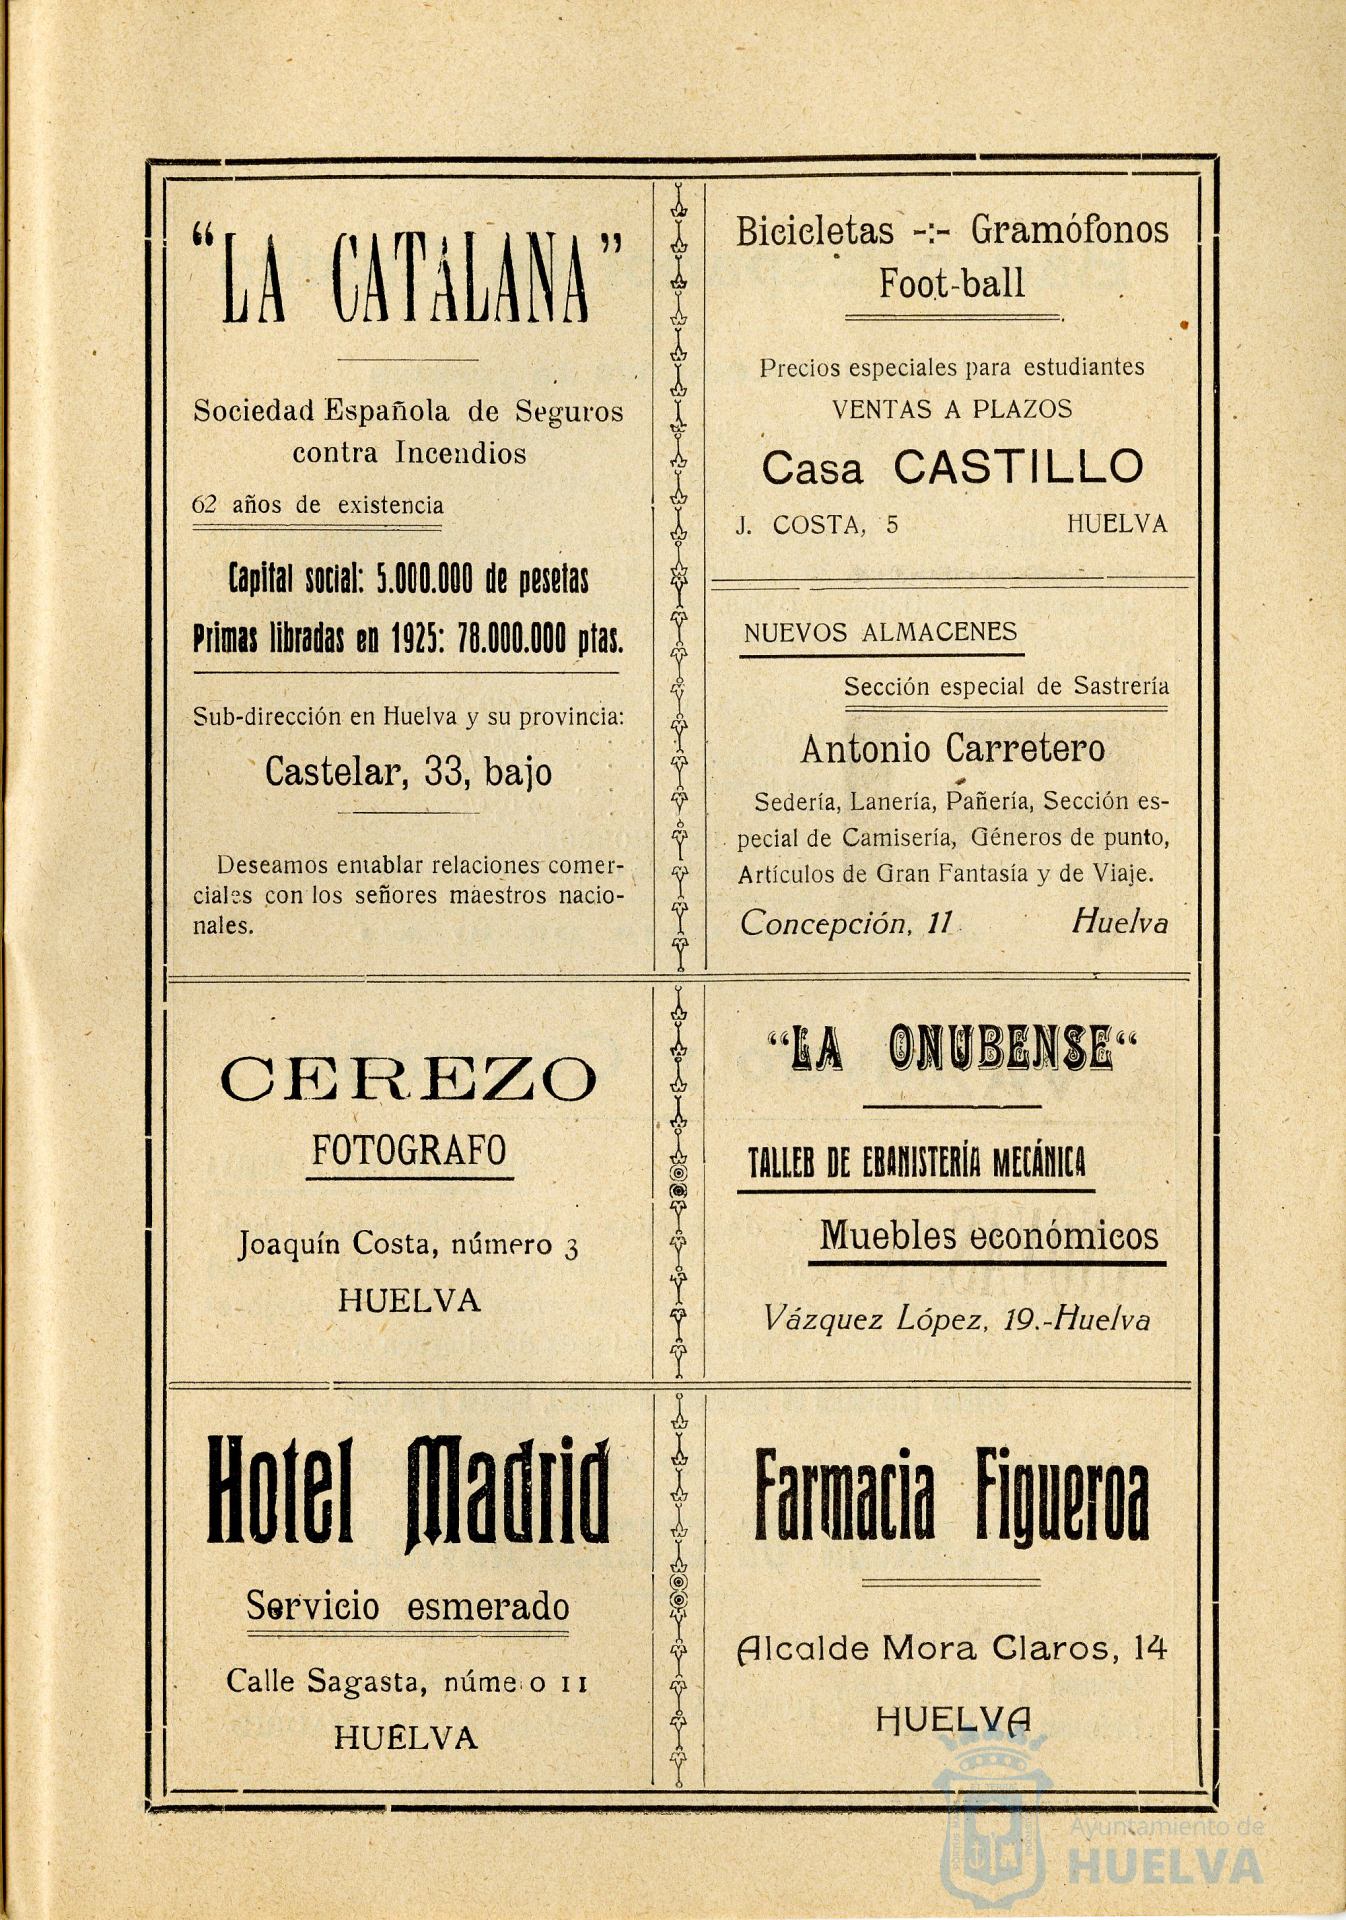 “LA CATALANA”
Sociedad Española de Seguros
contra Incendios
62 años de existencia
Capital social: 5.000.000 de pesetas
Primas libradas en 1925: 78.000.000 ptas.
Sub-dirección en Huelva y su provincia:
Castelar, 33, bajo
Deseamos entablar relaciones comer-
ciales con los señores maestros nacio-
nales.
Bicicletas -:- Gramófonos
Foot-ball
Precios especiales para estudiantes
VENTAS A PLAZOS
Casa CASTILLO
J. COSTA, 5 HUELVA
NUEVOS ALMACENES
Sección especial de Sastrería
Antonio Carretero
Sedería, Lanería, Pañería, Sección es-
pecial de Camisería, Géneros de punto,
Artículos de Gran Fantasía y de Viaje.
Concepción, 11 Huelva
CEREZO
FOTOGRAFO
Joaquín Costa, número 3
HUELVA
“LA ONUBENSE“
TALLER DE EBANISTERÍA MECÁNICA
Muebles económicos
Vázquez López, 19.-Huelva
Hotel Madrid
Servicio esmerado
Calle Sagasta, número 11
HUELVA
Farmacia Figueroa
Alcalde Mora Claros, 14
HUELVA
Ayuntamiento de
HUELVA